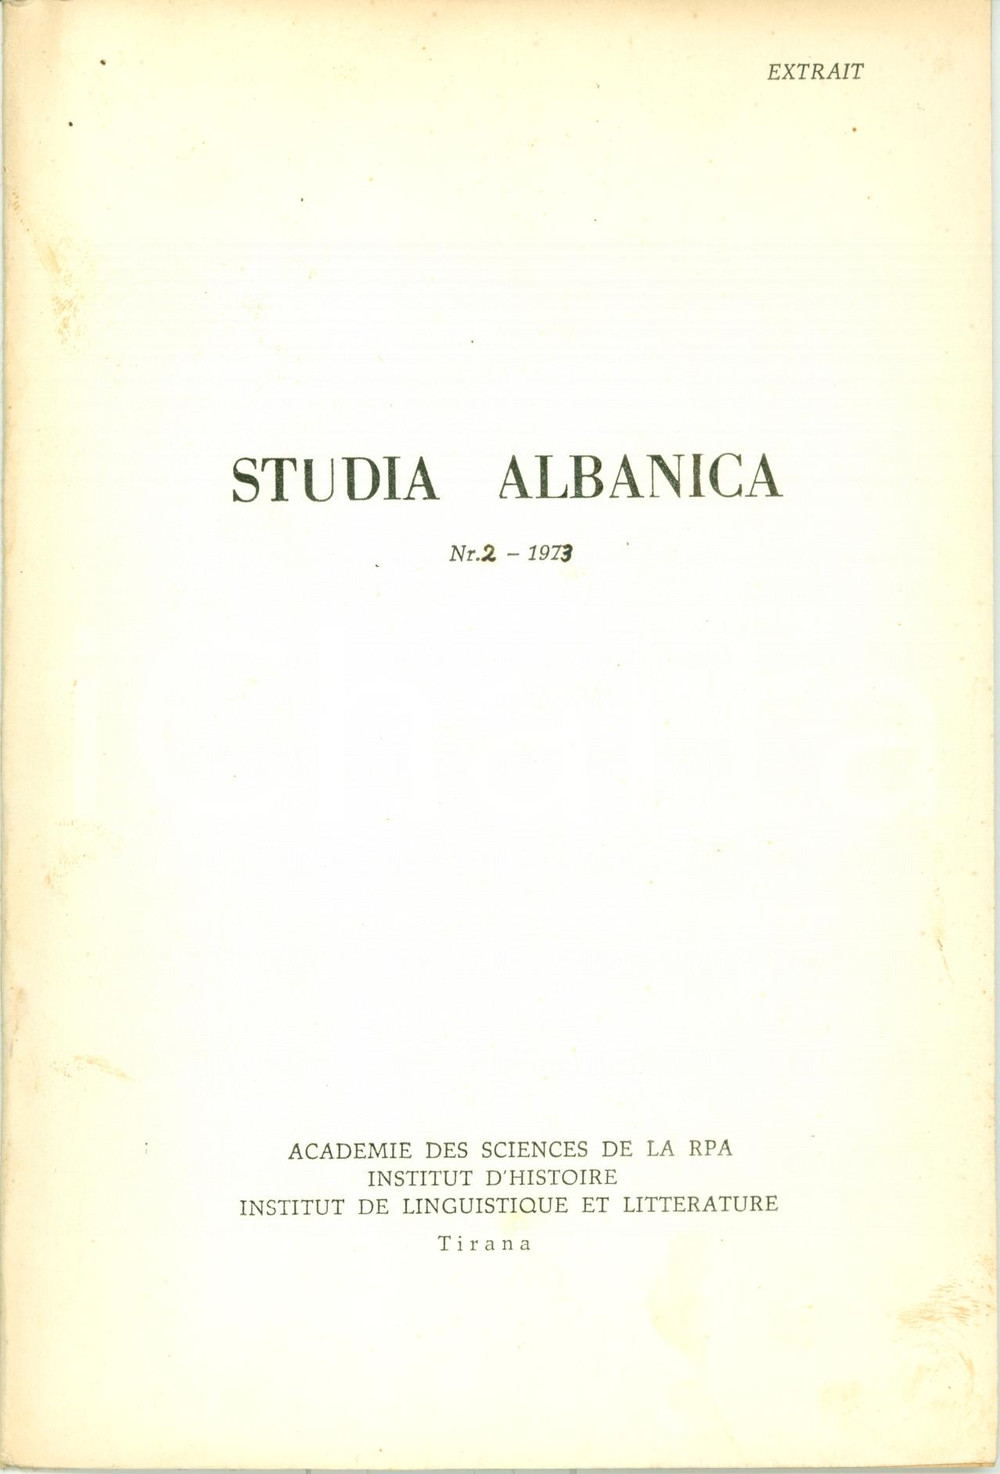 EXTRAIT
STUDIA ALBANICA
Nr.2 – 1973
ACADEMIE DES SCIENCES DE LA RPA
INSTITUT D'HISTOIRE
INSTITUT DE LINGUISTIQUE ET LITTERATURE
Tirana